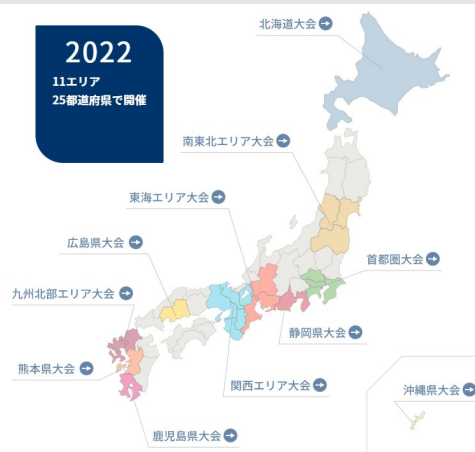 2022
11エリア
25都道府県で開催
北海道大会
南東北エリア大会
東海エリア大会
広島県大会
首都圏大会
九州北部エリア大会
静岡県大会
熊本県大会
関西エリア大会
沖縄県大会
鹿児島県大会